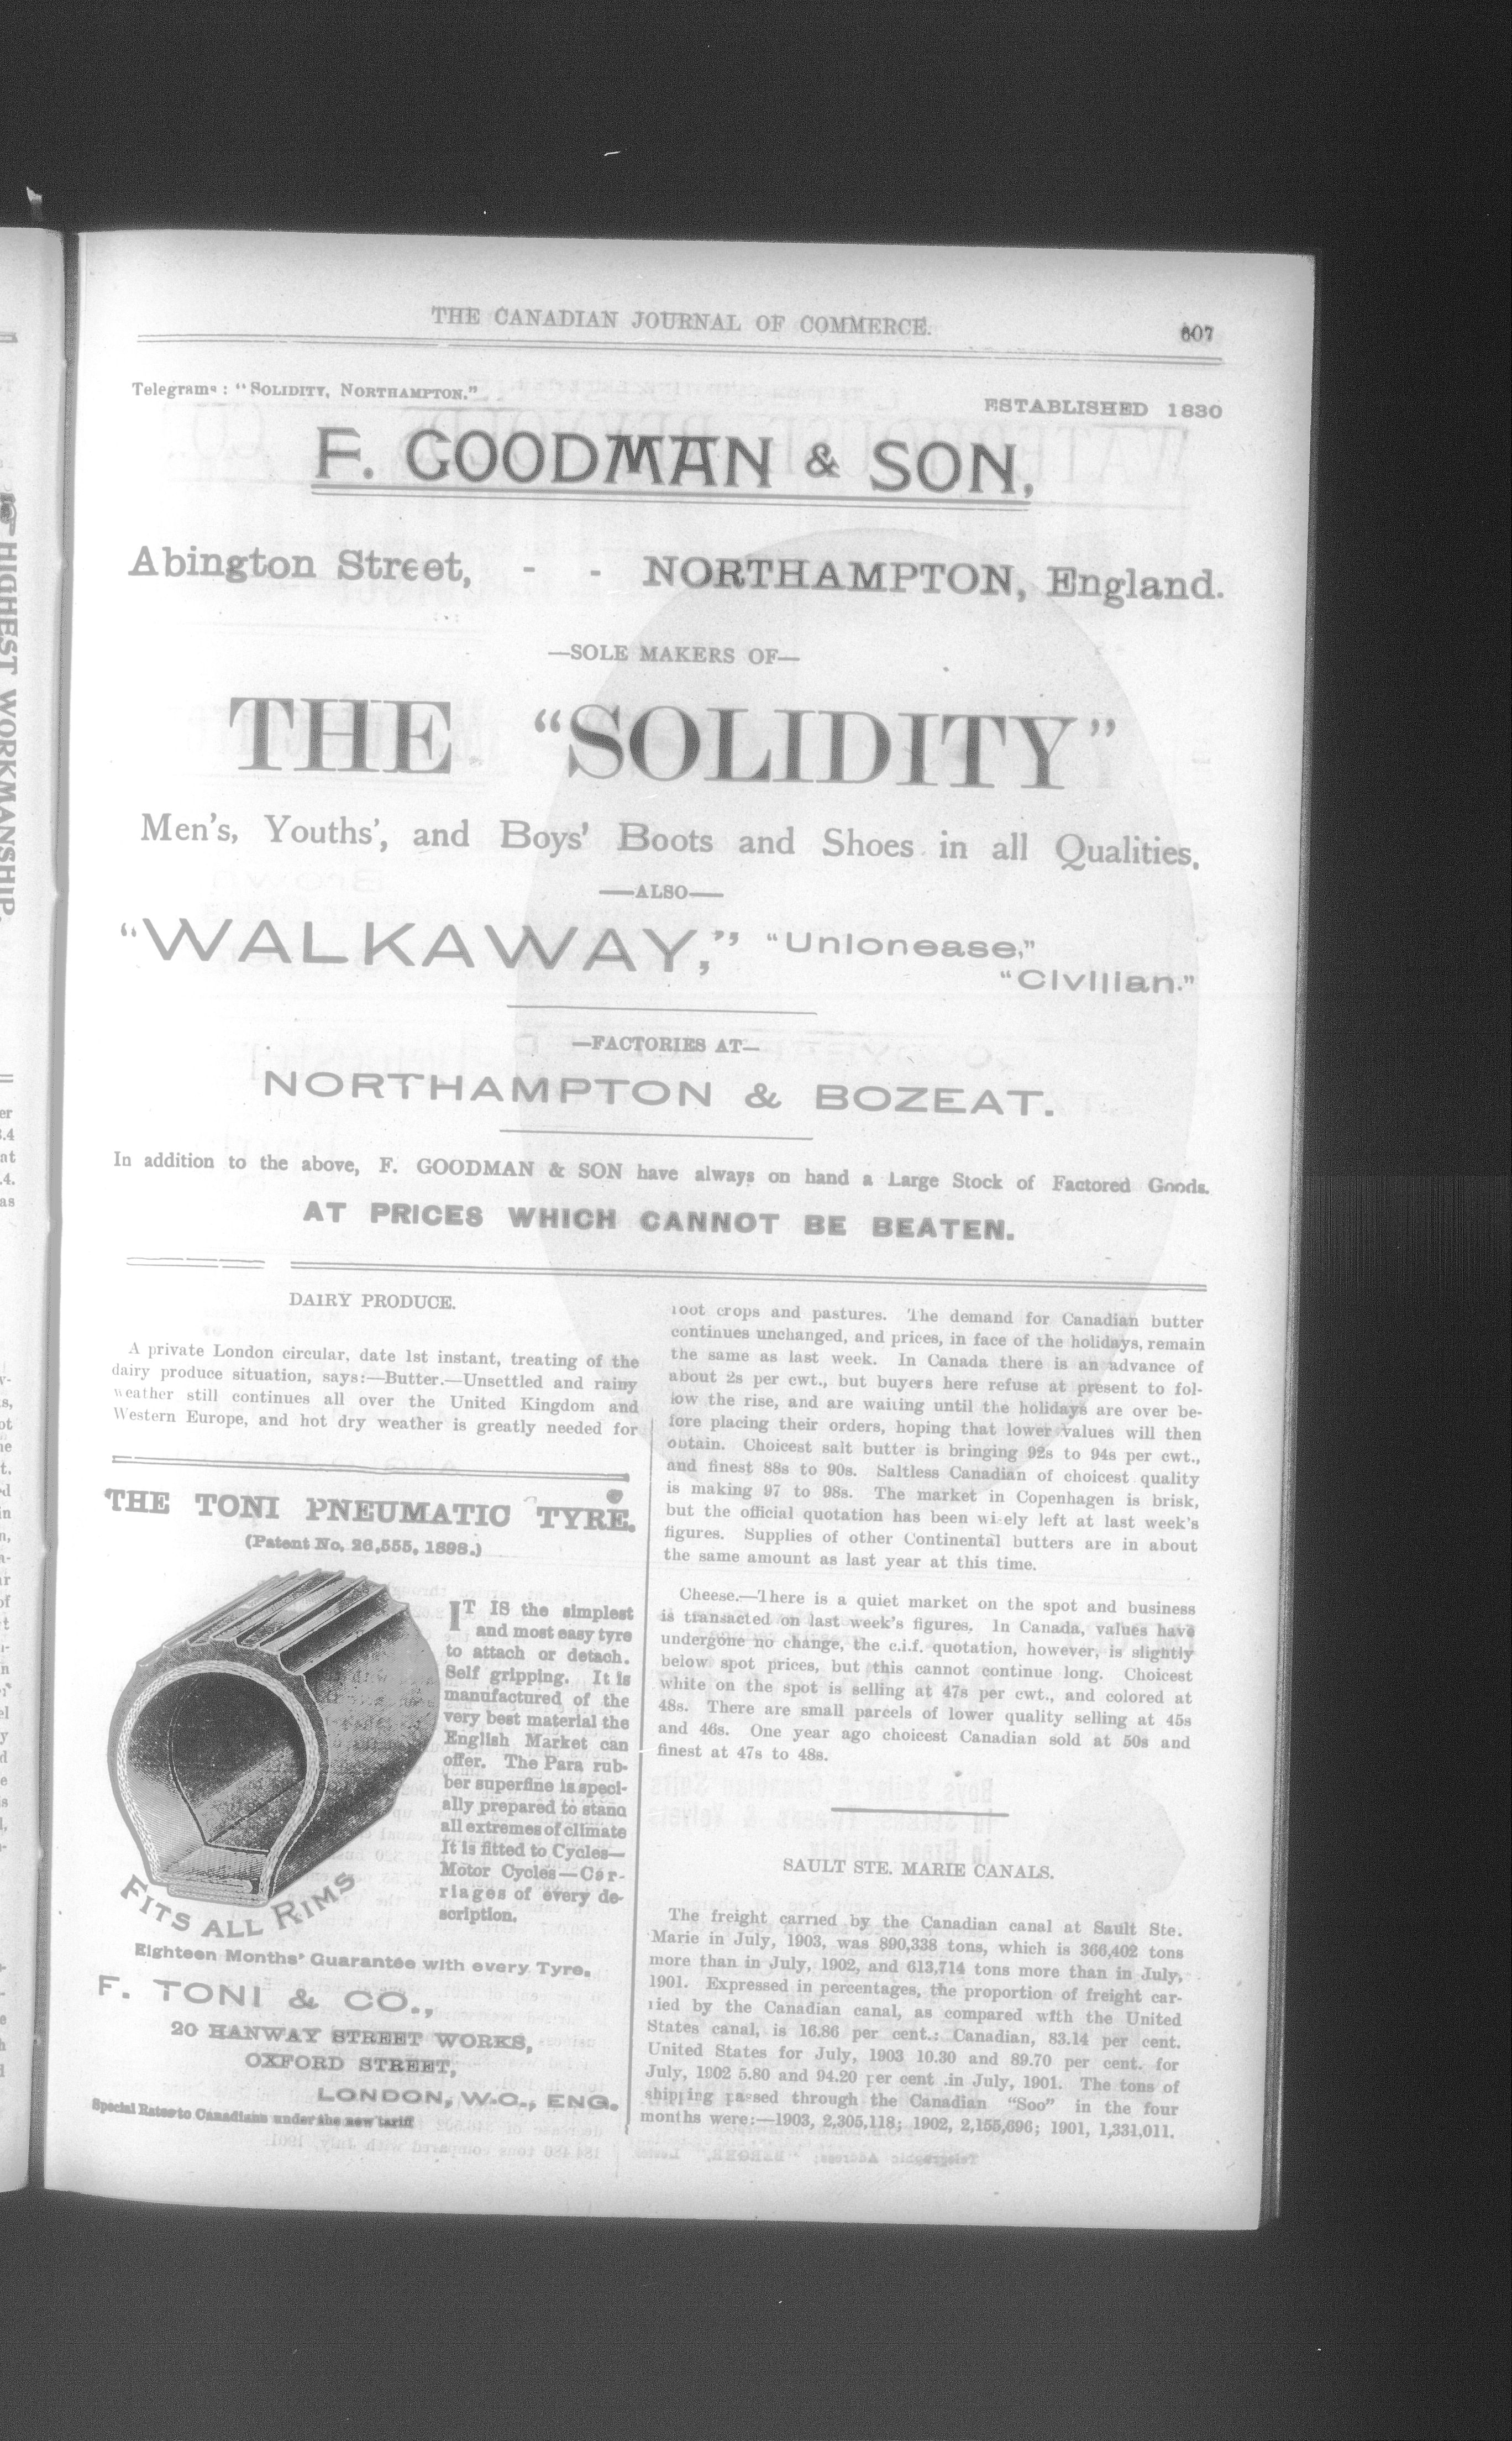 THE CANADIAN JOURNAL OF COMMERCE.
607
Telegrams: "SOLIDITY, NORTHAMPTON."
ESTABLISHED 1830
F. GOODMAN & SON,
Abington Street, - - NORTHAMPTON, England.
—SOLE MAKERS OF—
THE "SOLIDITY"
Men's, Youths', and Boys' Boots and Shoes in all Qualities.
—ALSO—
"WALKAWAY," "Unionease,"
"Civilian."
—FACTORIES AT—
NORTHAMPTON & BOZEAT.
In addition to the above, F. GOODMAN & SON have always on hand a Large Stock of Factored Goods.
AT PRICES WHICH CANNOT BE BEATEN.
DAIRY PRODUCE.
A private London circular, date 1st instant, treating of the
dairy produce situation, says:—Butter.—Unsettled and rainy
weather still continues all over the United Kingdom and
Western Europe, and hot dry weather is greatly needed for
THE TONI PNEUMATIC TYRE.
(Patent No, 26,555, 1898.)
IT IS the simplest
and most easy tyre
to attach or detach.
Self gripping. It is
manufactured of the
very best material the
English Market can
offer. The Para rub-
ber superfine is speci-
ally prepared to stand
all extremes of climate
It is fitted to Cycles—
Motor Cycles—Car-
riages of every de-
scription.
FITS ALL RIMS
Eighteen Months' Guarantee with every Tyre.
F. TONI & CO.,
20 HANWAY STREET WORKS,
OXFORD STREET,
LONDON, W.C., ENG.
Special Rates to Canadians under the new tariff
root crops and pastures. The demand for Canadian butter
continues unchanged, and prices, in face of the holidays, remain
the same as last week. In Canada there is an advance of
about 2s per cwt., but buyers here refuse at present to fol-
low the rise, and are waiting until the holidays are over be-
fore placing their orders, hoping that lower values will then
obtain. Choicest salt butter is bringing 92s to 94s per cwt.,
and finest 88s to 90s. Saltless Canadian of choicest quality
is making 97 to 98s. The market in Copenhagen is brisk,
but the official quotation has been wisely left at last week's
figures. Supplies of other Continental butters are in about
the same amount as last year at this time.
Cheese.—There is a quiet market on the spot and business
is transacted on last week's figures. In Canada, values have
undergone no change, the c.i.f. quotation, however, is slightly
below spot prices, but this cannot continue long. Choicest
white on the spot is selling at 47s per cwt., and colored at
48s. There are small parcels of lower quality selling at 45s
and 46s. One year ago choicest Canadian sold at 50s and
finest at 47s to 48s.
SAULT STE. MARIE CANALS.
The freight carried by the Canadian canal at Sault Ste.
Marie in July, 1903, was 890,338 tons, which is 366,402 tons
more than in July, 1902, and 613,714 tons more than in July,
1901. Expressed in percentages, the proportion of freight car-
ried by the Canadian canal, as compared with the United
States canal, is 16.86 per cent.: Canadian, 83.14 per cent.
United States for July, 1903 10.30 and 89.70 per cent. for
July, 1902 5.80 and 94.20 per cent .in July, 1901. The tons of
shipping passed through the Canadian "Soo" in the four
months were:—1903, 2,305,118; 1902, 2,155,696; 1901, 1,331,011.
HIGHEST WORKMANSHIP.